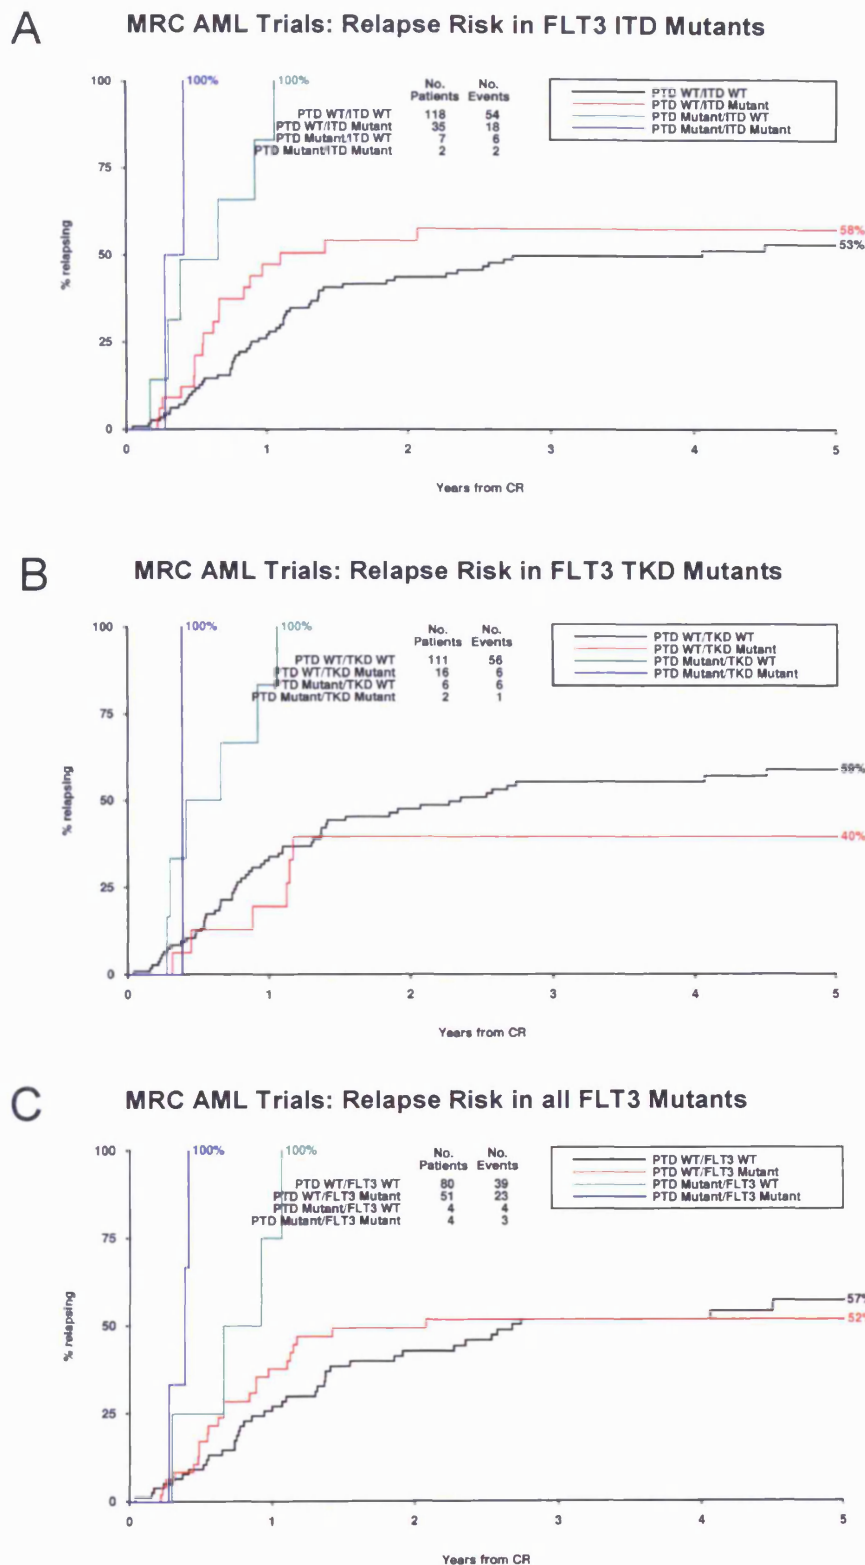 A
MRC AML Trials: Relapse Risk in FLT3 ITD Mutants
100
75
50
25
0
% relapsing
100%
100%
No. Patients No. Events
PTD WT/ITD WT 118 54
PTD WT/ITD Mutant 35 18
PTD Mutant/ITD WT 7 6
PTD Mutant/ITD Mutant 2 2
PTD WT/ITD WT
PTD WT/ITD Mutant
PTD Mutant/ITD WT
PTD Mutant/ITD Mutant
58%
53%
0 1 2 3 4 5
Years from CR
B
MRC AML Trials: Relapse Risk in FLT3 TKD Mutants
100
75
50
25
0
% relapsing
100%
100%
No. Patients No. Events
PTD WT/TKD WT 111 56
PTD WT/TKD Mutant 16 6
PTD Mutant/TKD WT 6 6
PTD Mutant/TKD Mutant 2 1
PTD WT/TKD WT
PTD WT/TKD Mutant
PTD Mutant/TKD WT
PTD Mutant/TKD Mutant
59%
40%
0 1 2 3 4 5
Years from CR
C
MRC AML Trials: Relapse Risk in all FLT3 Mutants
100
75
50
25
0
% relapsing
100%
100%
No. Patients No. Events
PTD WT/FLT3 WT 80 39
PTD WT/FLT3 Mutant 51 23
PTD Mutant/FLT3 WT 4 4
PTD Mutant/FLT3 Mutant 4 3
PTD WT/FLT3 WT
PTD WT/FLT3 Mutant
PTD Mutant/FLT3 WT
PTD Mutant/FLT3 Mutant
57%
52%
0 1 2 3 4 5
Years from CR